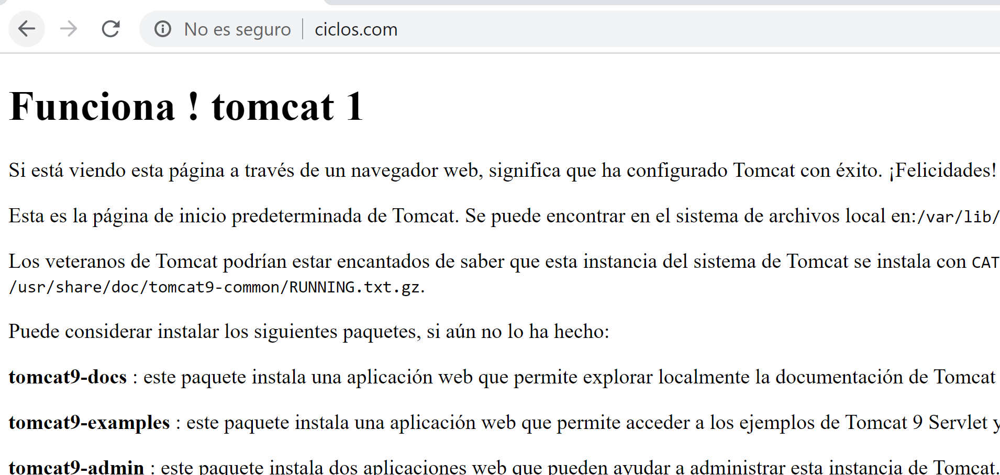 No es seguro | ciclos.com
Funciona ! tomcat 1
Si está viendo esta página a través de un navegador web, significa que ha configurado Tomcat con éxito. ¡Felicidades!
Esta es la página de inicio predeterminada de Tomcat. Se puede encontrar en el sistema de archivos local en:/var/lib/
Los veteranos de Tomcat podrían estar encantados de saber que esta instancia del sistema de Tomcat se instala con CAT
/usr/share/doc/tomcat9-common/RUNNING.txt.gz.
Puede considerar instalar los siguientes paquetes, si aún no lo ha hecho:
tomcat9-docs : este paquete instala una aplicación web que permite explorar localmente la documentación de Tomcat
tomcat9-examples : este paquete instala una aplicación web que permite acceder a los ejemplos de Tomcat 9 Servlet y
tomcat9-admin : este paquete instala dos aplicaciones web que pueden ayudar a administrar esta instancia de Tomcat.